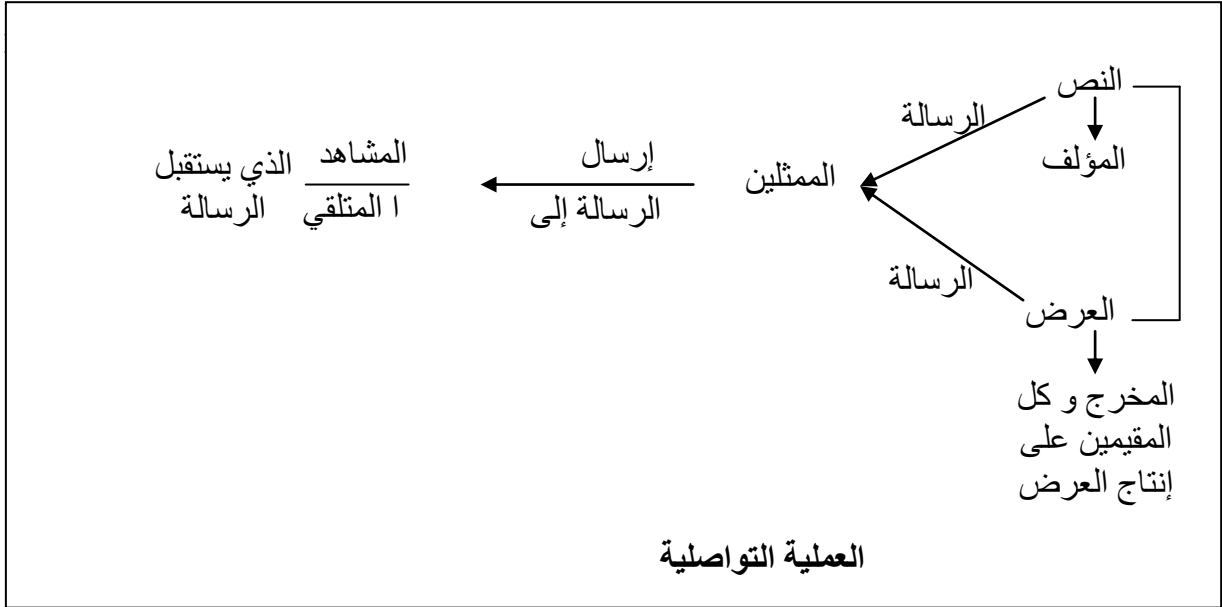 النص
الرسالة
المؤلف
إرسال
الممثلين
الرسالة إلى
المشاهد
ا المتلقي
الذي يستقبل
الرسالة
الرسالة
العرض
المخرج و كل
المقيمين على
إنتاج العرض
العملية التواصلية